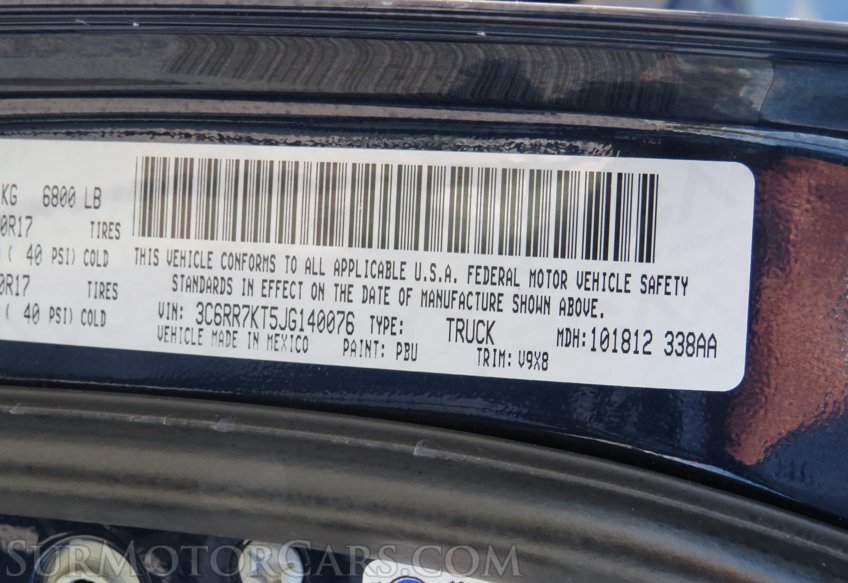 KG 6800 LB
0R17 TIRES
( 40 PSI) COLD
0R17 TIRES
( 40 PSI) COLD
THIS VEHICLE CONFORMS TO ALL APPLICABLE U.S.A. FEDERAL MOTOR VEHICLE SAFETY
STANDARDS IN EFFECT ON THE DATE OF MANUFACTURE SHOWN ABOVE.
VIN: 3C6RR7KT5JG140076 TYPE: TRUCK MDH: 101812 338AA
VEHICLE MADE IN MEXICO PAINT: PBU TRIM: V9X8
SURMOTORCARS.COM